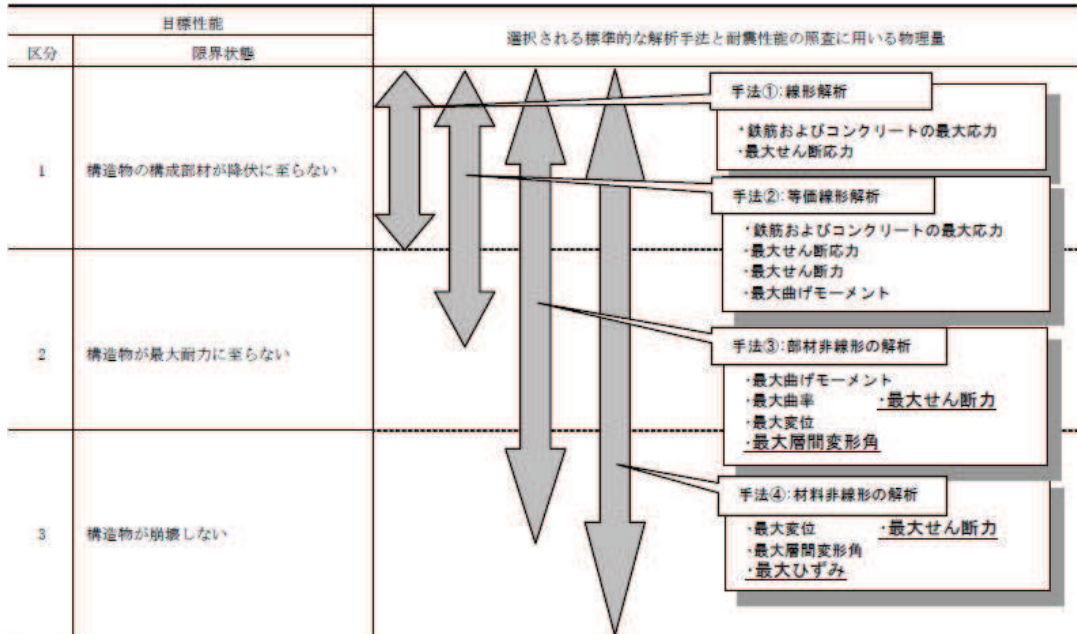 目標性能
選択される標準的な解析手法と耐震性能の照査に用いる物理量
区分
限界状態
1
構造物の構成部材が降伏に至らない
手法①：線形解析
・鉄筋およびコンクリートの最大応力
・最大せん断応力
手法②：等価線形解析
・鉄筋およびコンクリートの最大応力
・最大せん断応力
・最大せん断力
・最大曲げモーメント
2
構造物が最大耐力に至らない
手法③：部材非線形の解析
・最大曲げモーメント
・最大曲率 ・最大せん断力
・最大変位
・最大層間変形角
3
構造物が崩壊しない
手法④：材料非線形の解析
・最大変位 ・最大せん断力
・最大層間変形角
・最大ひずみ